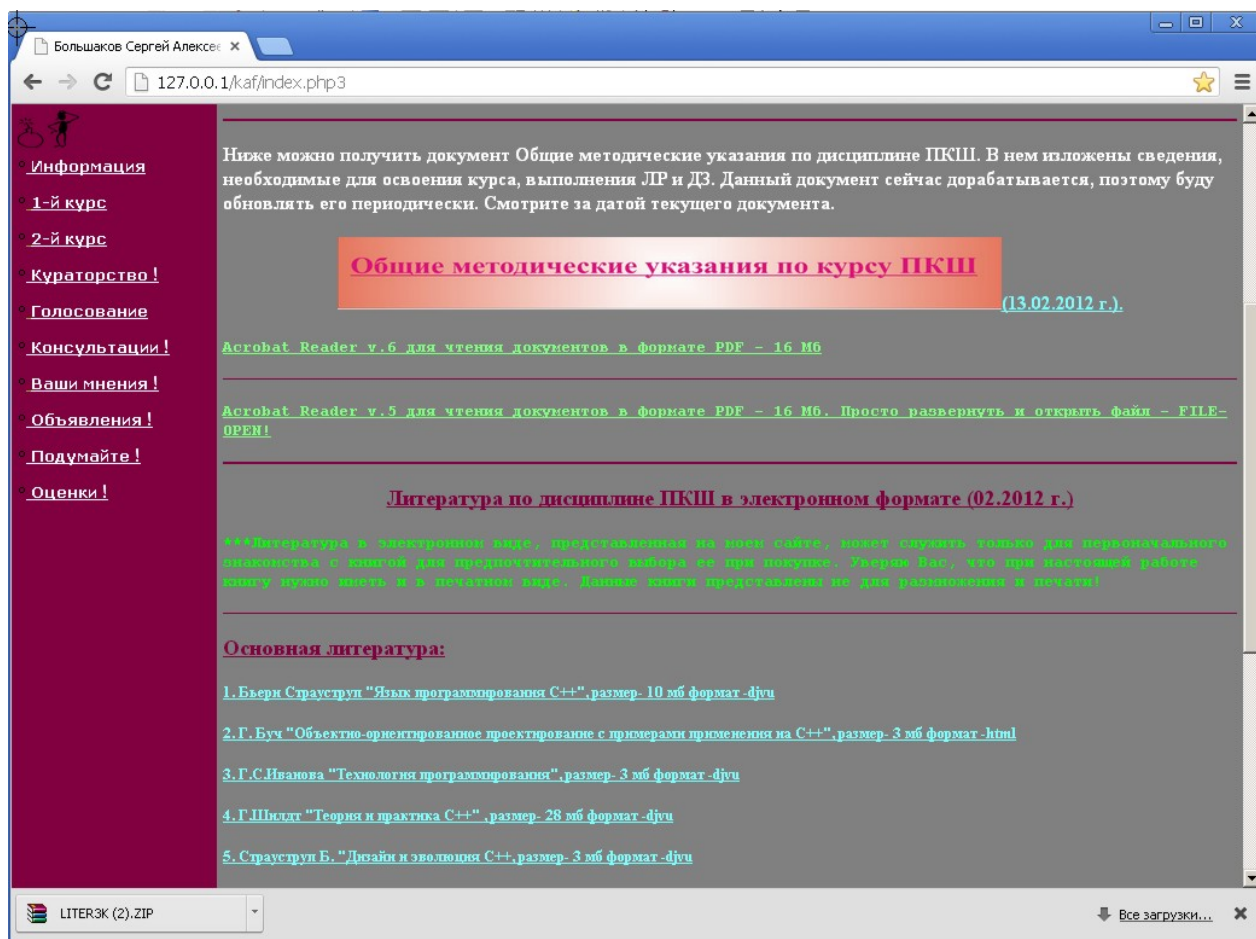 Большаков Сергей Алексе
127.0.0.1/kaf/index.php3
Информация
1-й курс
2-й курс
Кураторство !
Голосование
Консультации !
Ваши мнения !
Объявления !
Подумайте !
Оценки !
Ниже можно получить документ Общие методические указания по дисциплине ПКШ. В нем изложены сведения,
необходимые для освоения курса, выполнения ЛР и ДЗ. Данный документ сейчас дорабатывается, поэтому буду
обновлять его периодически. Смотрите за датой текущего документа.
Общие методические указания по курсу ПКШ
(13.02.2012 г.).
Acrobat Reader v.6 для чтения документов в формате PDF - 16 Мб
Acrobat Reader v.5 для чтения документов в формате PDF - 16 Мб. Просто развернуть и открыть файл - FILE-
OPEN!
Литература по дисциплине ПКШ в электронном формате (02.2012 г.)
***Литература в электронном виде, представленная на моем сайте, может служить только для первоначального
знакомства с книгой для предпочтительного выбора ее при покупке. Уверяю Вас, что при настоящей работе
книгу нужно иметь и в печатном виде. Данные книги представлены не для размножения и печати!
Основная литература:
1. Бьерн Страуструп "Язык программирования С++",размер- 10 мб формат -djvu
2. Г. Буч "Объектно-ориентированное проектирование с примерами применения на С++",размер- 3 мб формат -html
3. Г.С.Иванова "Технология программирования",размер- 3 мб формат -djvu
4. Г.Шилдт "Теория и практика С++" ,размер- 28 мб формат -djvu
5. Страуструп Б. "Дизайн и эволюция С++,размер- 3 мб формат -djvu
LITER3K (2).ZIP
Все загрузки...